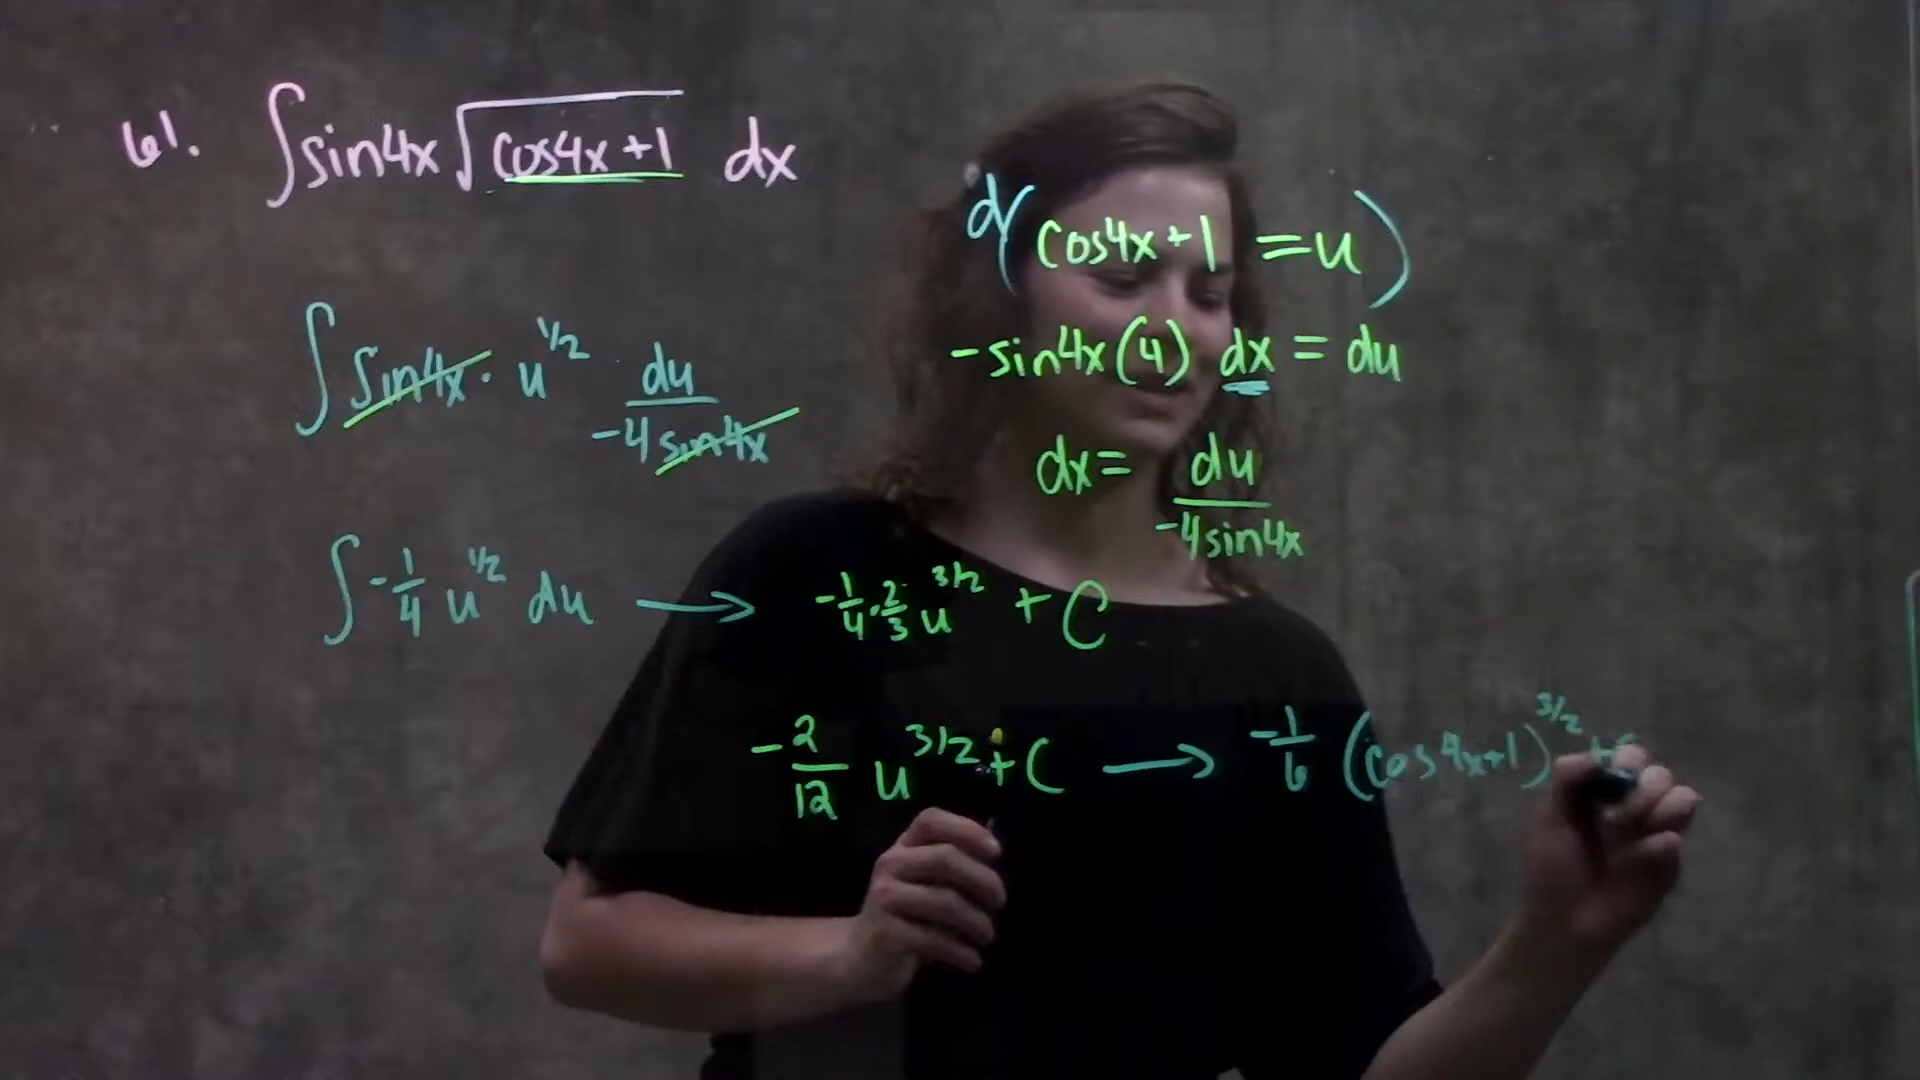 61. ∫sin4x√(cos4x+1) dx
d(cos4x+1 = u)
-sin4x(4) dx = du
dx = du/-4sin4x
∫sin4x · u^1/2 du/-4sin4x
∫-1/4 u^1/2 du → -1/4·2/3 u^3/2 + C
-2/12 u^3/2 + C → -1/6 (cos4x+1)^3/2 +